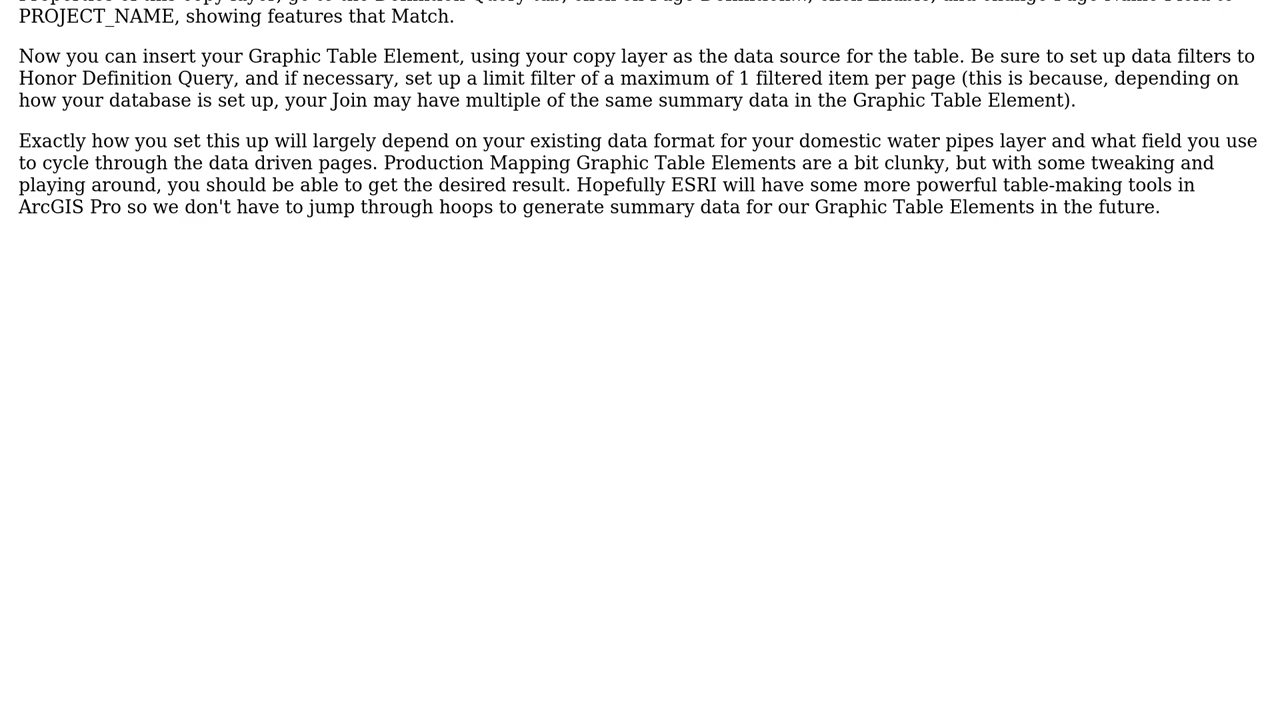 PROJECT_NAME, showing features that Match.
Now you can insert your Graphic Table Element, using your copy layer as the data source for the table. Be sure to set up data filters to
Honor Definition Query, and if necessary, set up a limit filter of a maximum of 1 filtered item per page (this is because, depending on
how your database is set up, your Join may have multiple of the same summary data in the Graphic Table Element).
Exactly how you set this up will largely depend on your existing data format for your domestic water pipes layer and what field you use
to cycle through the data driven pages. Production Mapping Graphic Table Elements are a bit clunky, but with some tweaking and
playing around, you should be able to get the desired result. Hopefully ESRI will have some more powerful table-making tools in
ArcGIS Pro so we don't have to jump through hoops to generate summary data for our Graphic Table Elements in the future.